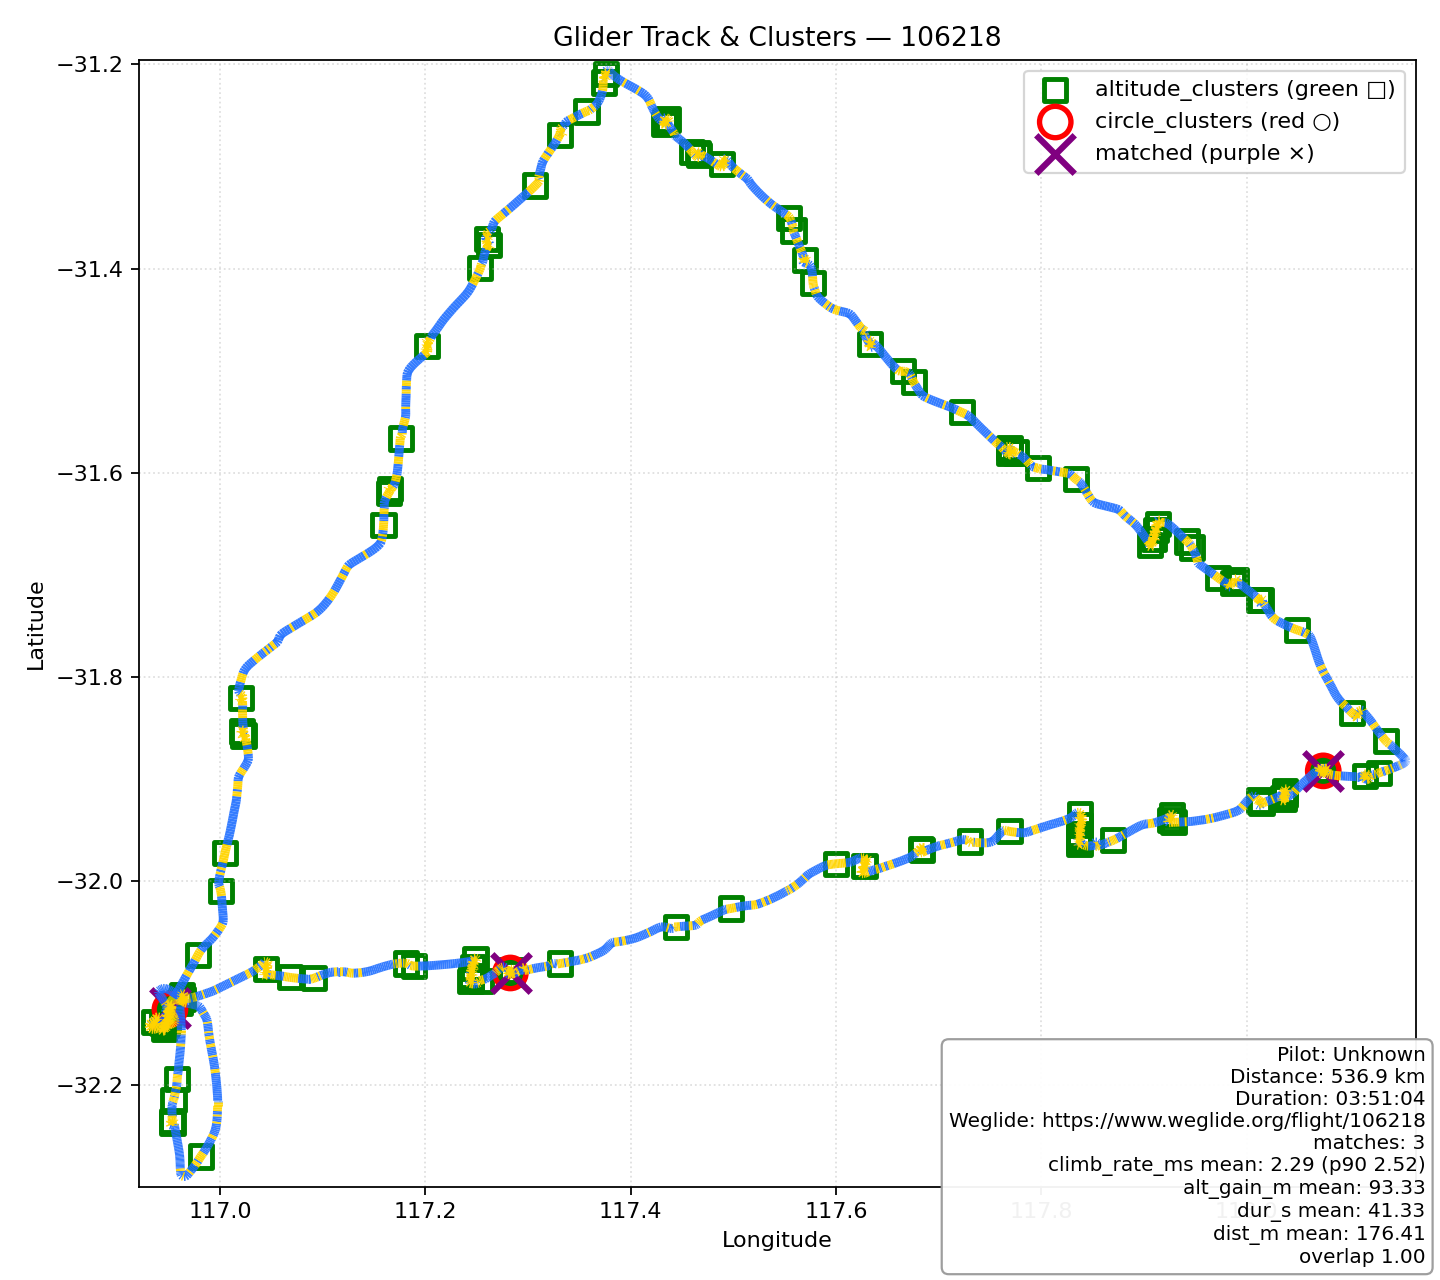 Glider Track & Clusters — 106218
altitude_clusters (green □)
circle_clusters (red ○)
matched (purple ×)
Latitude
−31.2
−31.4
−31.6
−31.8
−32.0
−32.2
117.0
117.2
117.4
117.6
117.8
Longitude
Pilot: Unknown
Distance: 536.9 km
Duration: 03:51:04
Weglide: https://www.weglide.org/flight/106218
matches: 3
climb_rate_ms mean: 2.29 (p90 2.52)
alt_gain_m mean: 93.33
dur_s mean: 41.33
dist_m mean: 176.41
overlap 1.00